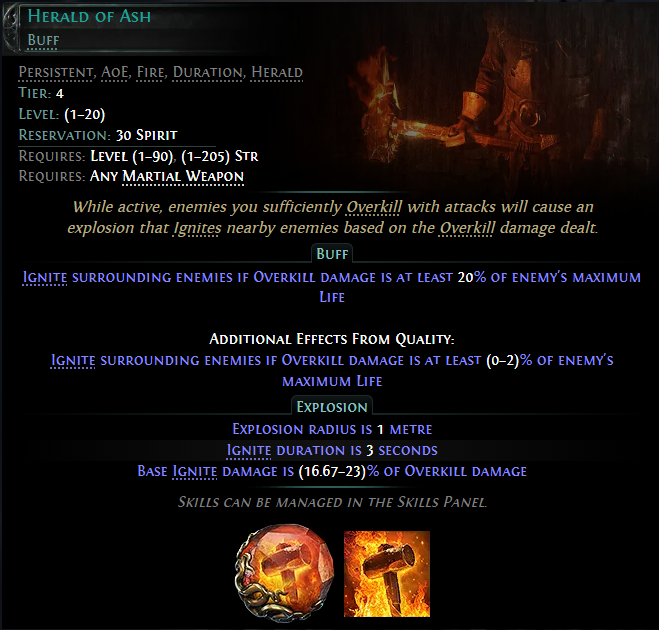 Herald of Ash
Buff
Persistent, AoE, Fire, Duration, Herald
Tier: 4
Level: (1–20)
Reservation: 30 Spirit
Requires: Level (1–90), (1–205) Str
Requires: Any Martial Weapon
While active, enemies you sufficiently Overkill with attacks will cause an
explosion that Ignites nearby enemies based on the Overkill damage dealt.
Buff
Ignite surrounding enemies if Overkill damage is at least 20% of enemy's maximum
Life
Additional Effects From Quality:
Ignite surrounding enemies if Overkill damage is at least (0–2)% of enemy's
maximum Life
Explosion
Explosion radius is 1 metre
Ignite duration is 3 seconds
Base Ignite damage is (16.67–23)% of Overkill damage
Skills can be managed in the Skills Panel.